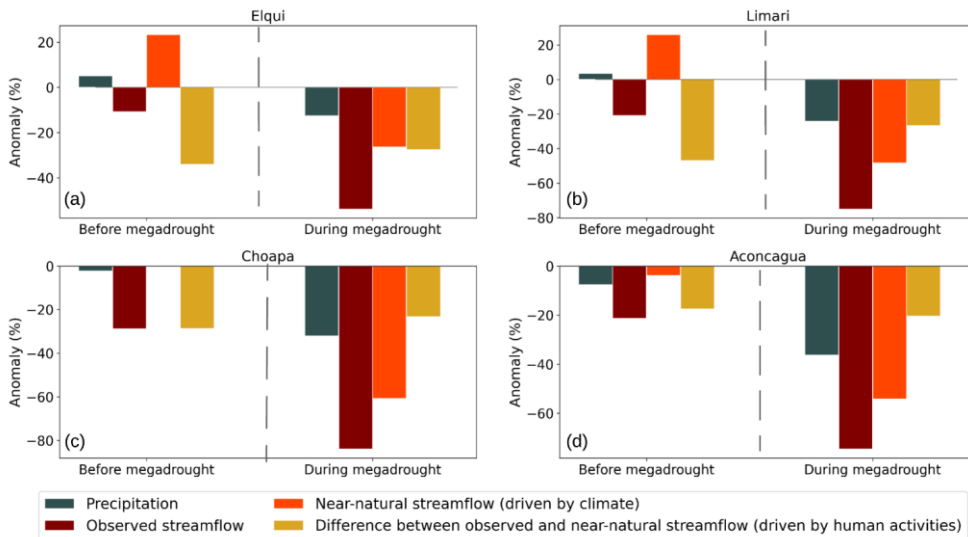 Elqui
Limari
Anomaly (%)
20
0
−20
−40
(a)
Before megadrought
During megadrought
Anomaly (%)
20
0
−20
−40
−60
−80
(b)
Before megadrought
During megadrought
Choapa
Aconcagua
Anomaly (%)
0
−20
−40
−60
−80
(c)
Before megadrought
During megadrought
Anomaly (%)
0
−20
−40
−60
(d)
Before megadrought
During megadrought
Precipitation
Observed streamflow
Near-natural streamflow (driven by climate)
Difference between observed and near-natural streamflow (driven by human activities)